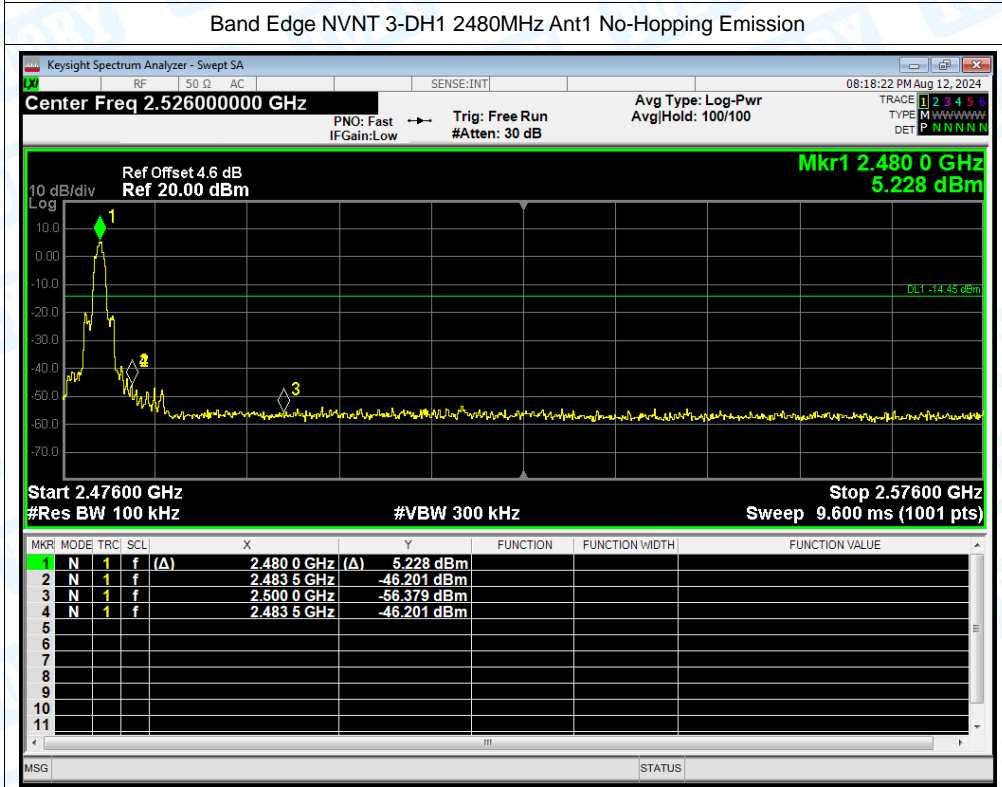 Band Edge NVNT 3-DH1 2480MHz Ant1 No-Hopping Emission
Keysight Spectrum Analyzer - Swept SA
LXI RF 50 Ω AC SENSE:INT 08:18:22 PM Aug 12, 2024
Center Freq 2.526000000 GHz Avg Type: Log-Pwr TRACE 1 2 3 4 5 6
PNO: Fast Trig: Free Run Avg|Hold: 100/100 TYPE M W W W W W
IFGain:Low #Atten: 30 dB DET P N N N N N
Mkr1 2.480 0 GHz
Ref Offset 4.6 dB
10 dB/div Ref 20.00 dBm 5.228 dBm
Log
1
10.0
0.00
-10.0
DL1 -14.45 dBm
-20.0
-30.0
-40.0
3
-50.0
-60.0
-70.0
Start 2.47600 GHz Stop 2.57600 GHz
#Res BW 100 kHz #VBW 300 kHz Sweep 9.600 ms (1001 pts)
MKR MODE TRC SCL X Y FUNCTION FUNCTION WIDTH FUNCTION VALUE
1 N 1 f (Δ) 2.480 0 GHz (Δ) 5.228 dBm
2 N 1 f 2.483 5 GHz -46.201 dBm
3 N 1 f 2.500 0 GHz -56.379 dBm
4 N 1 f 2.483 5 GHz -46.201 dBm
5
6
7
8
9
10
11
MSG STATUS